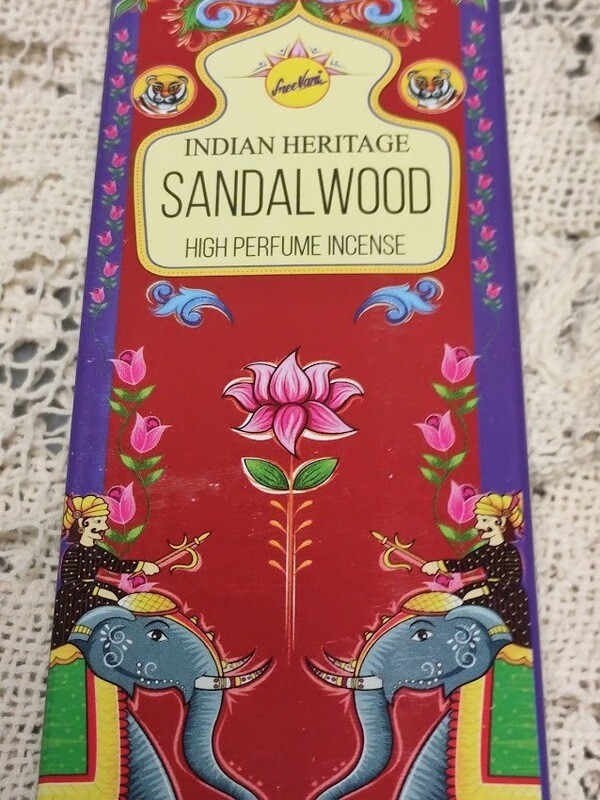 SreeVani
INDIAN HERITAGE
SANDALWOOD
HIGH PERFUME INCENSE